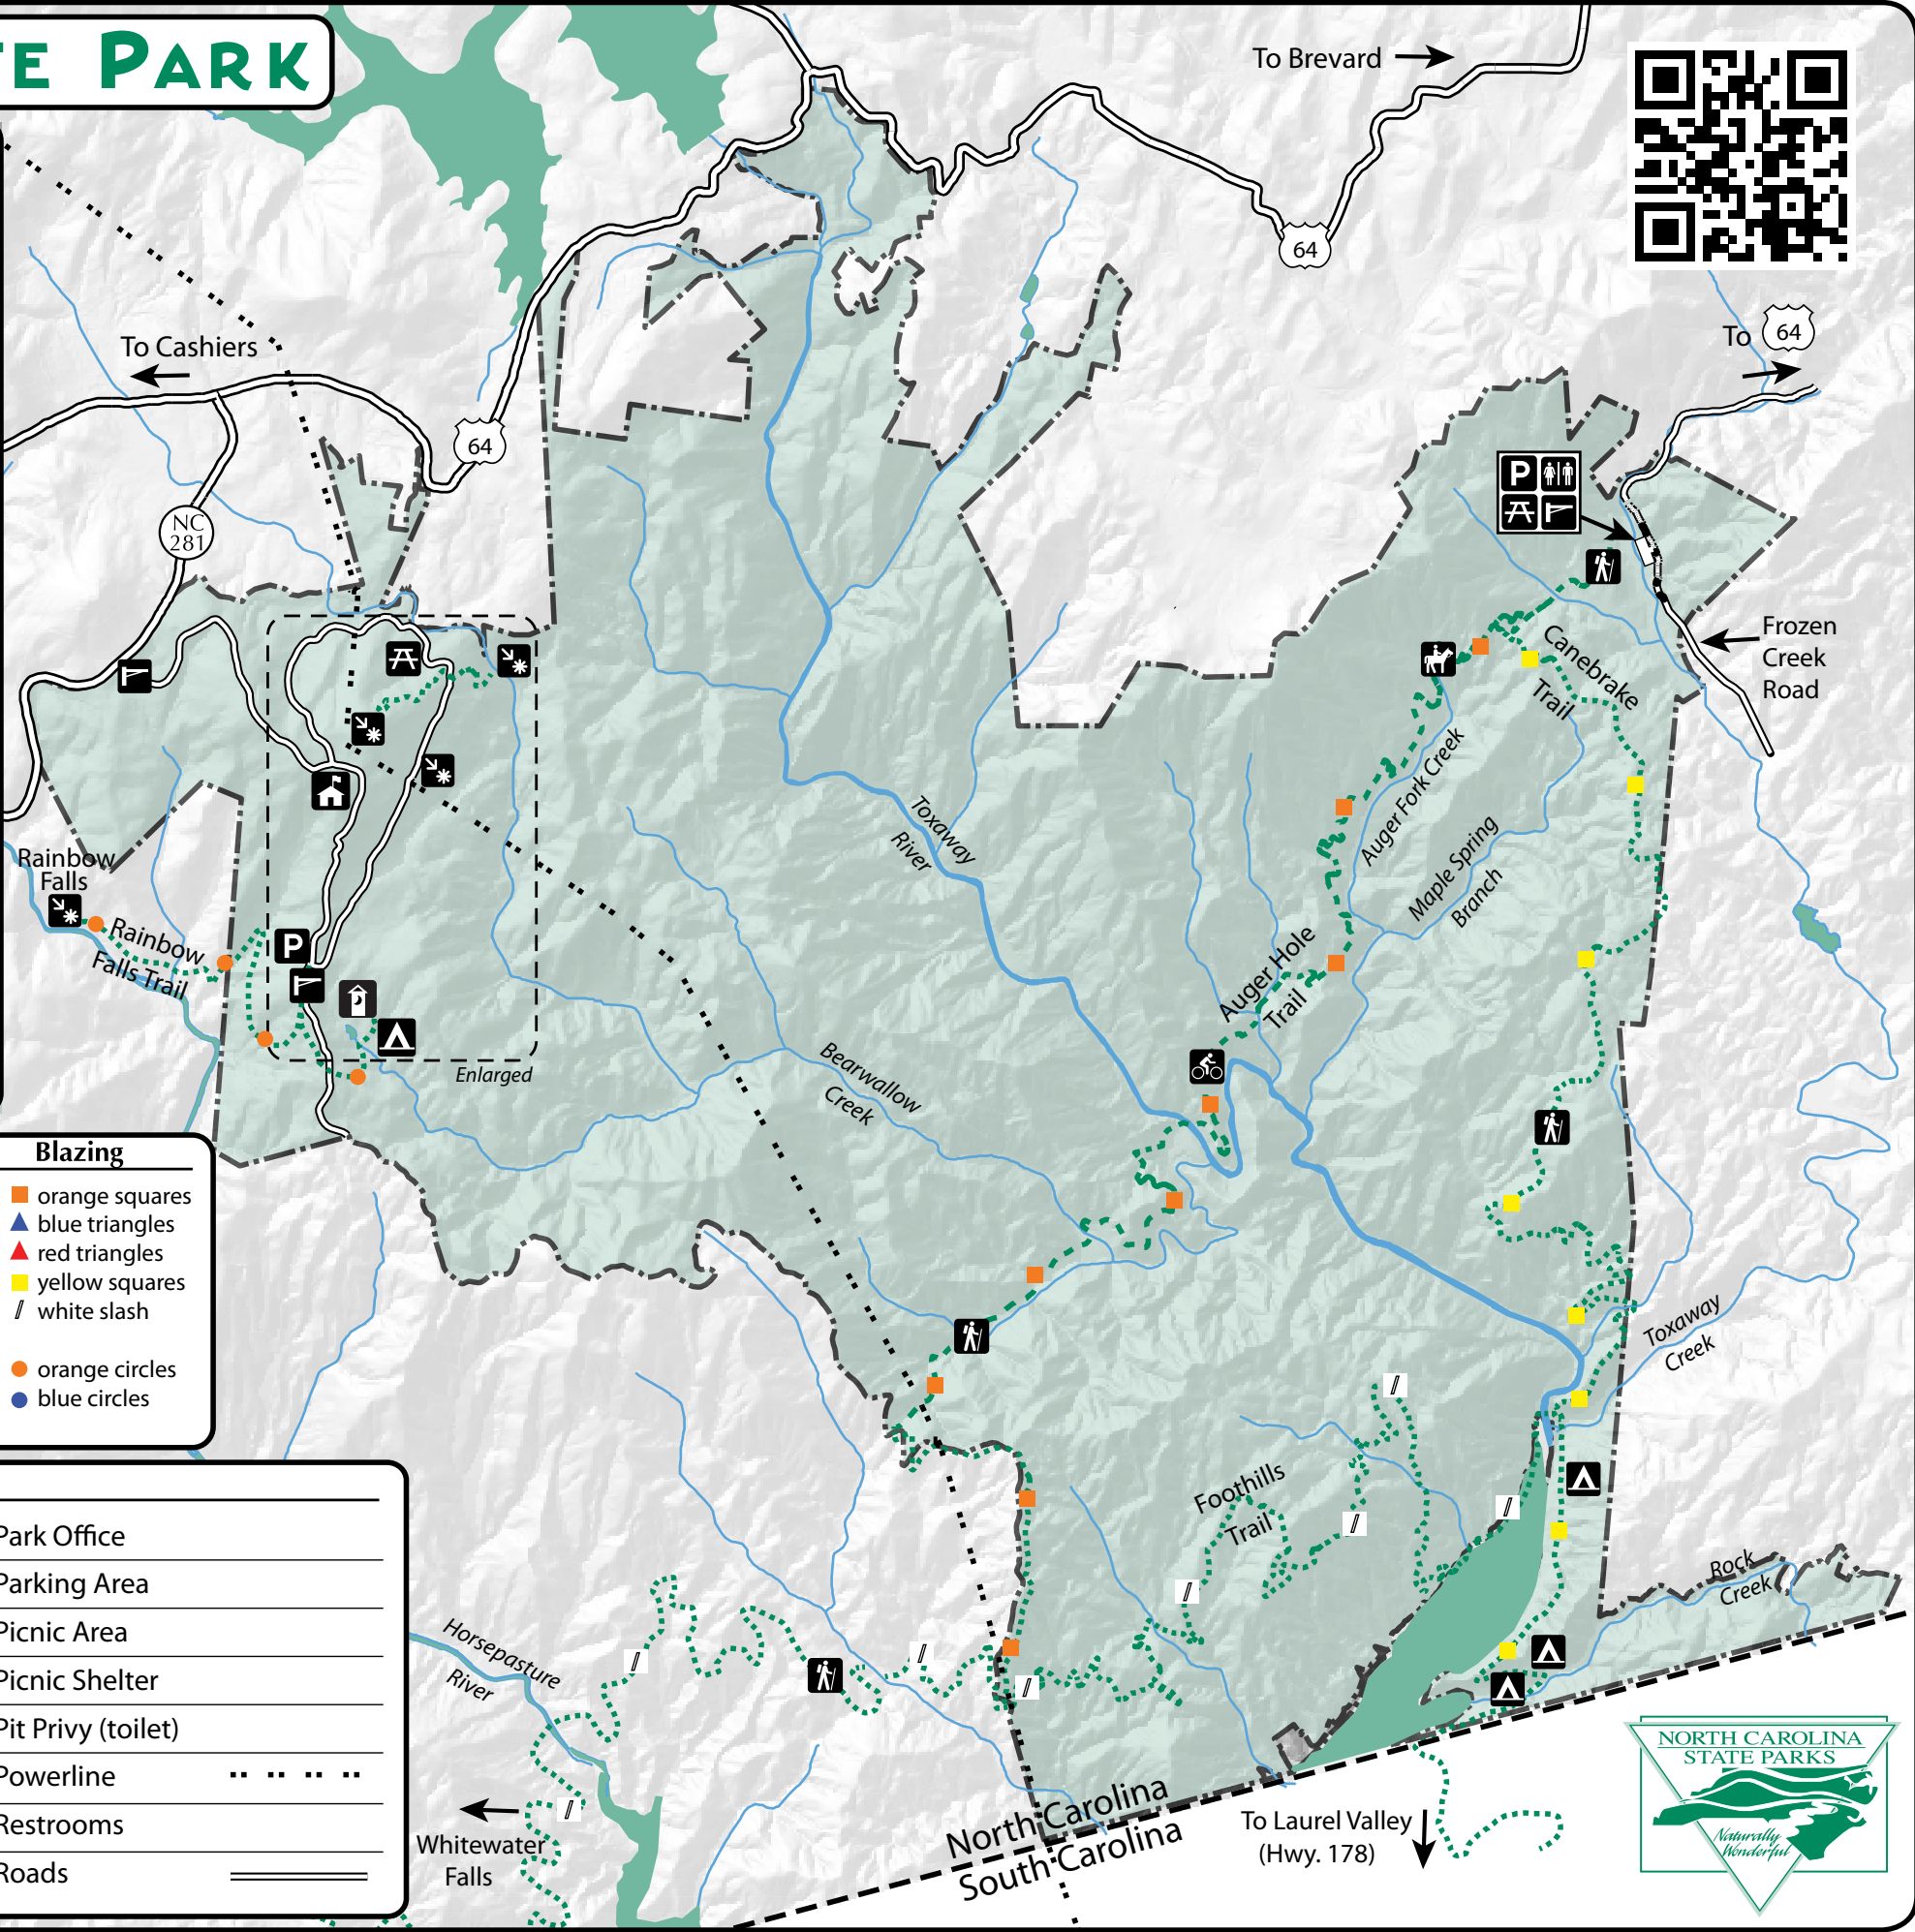 TE PARK
To Brevard
64
To 64
To Cashiers
64
NC
281
Frozen
Creek
Road
Canebrake
Trail
Auger Fork Creek
Maple Spring
Branch
Toxaway
River
Rainbow
Falls
Rainbow
Falls Trail
P
P
Auger Hole
Trail
Enlarged
Bearwallow
Creek
Toxaway
Creek
Foothills
Trail
Rock
Creek
Horsepasture
River
Whitewater
Falls
North Carolina
South Carolina
To Laurel Valley
(Hwy. 178)
Blazing
orange squares
blue triangles
red triangles
yellow squares
white slash
orange circles
blue circles
Park Office
Parking Area
Picnic Area
Picnic Shelter
Pit Privy (toilet)
Powerline
Restrooms
Roads
NORTH CAROLINA
STATE PARKS
Naturally
Wonderful